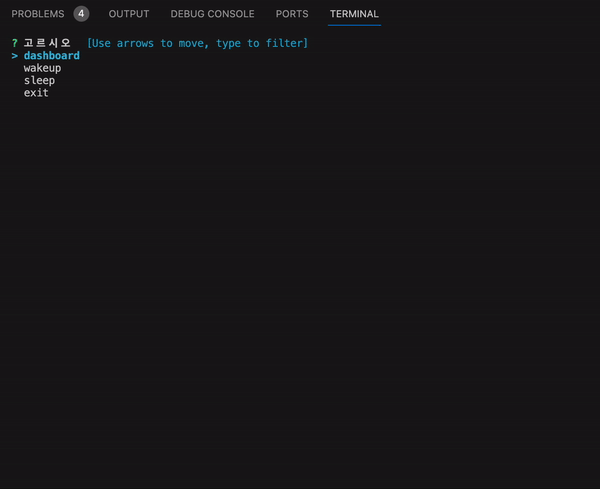 PROBLEMS 4 OUTPUT DEBUG CONSOLE PORTS TERMINAL
? 고르시오 [Use arrows to move, type to filter]
> dashboard
wakeup
sleep
exit